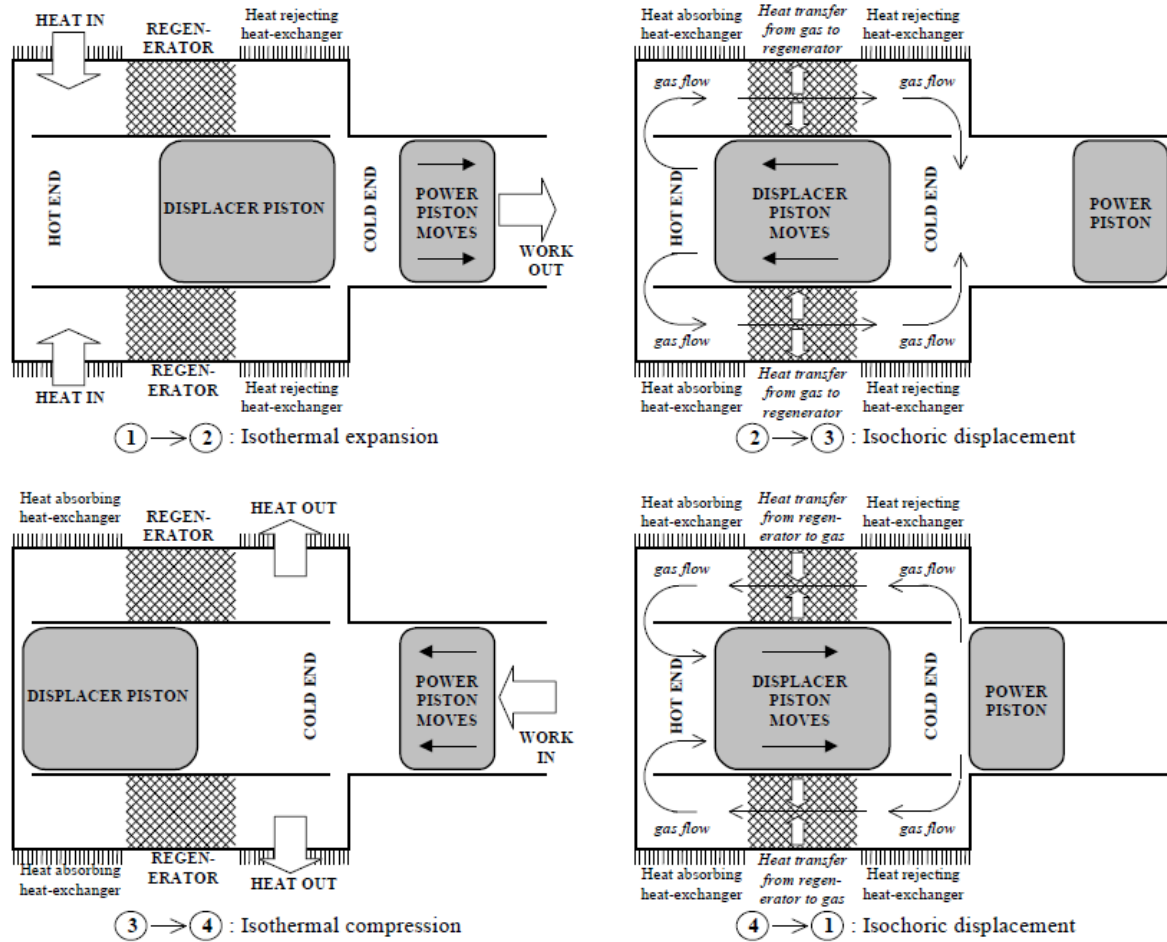 HEAT IN
REGEN-
ERATOR
Heat rejecting
heat-exchanger
HOT END
DISPLACER PISTON
COLD END
POWER
PISTON
MOVES
WORK
OUT
HEAT IN
REGEN-
ERATOR
Heat rejecting
heat-exchanger
1 → 2 : Isothermal expansion
Heat absorbing
heat-exchanger
Heat transfer
from gas to
regenerator
Heat rejecting
heat-exchanger
gas flow
gas flow
HOT END
DISPLACER
PISTON
MOVES
COLD END
POWER
PISTON
gas flow
gas flow
Heat absorbing
heat-exchanger
Heat transfer
from gas to
regenerator
Heat rejecting
heat-exchanger
2 → 3 : Isochoric displacement
Heat absorbing
heat-exchanger
REGEN-
ERATOR
HEAT OUT
DISPLACER PISTON
COLD END
POWER
PISTON
MOVES
WORK
IN
Heat absorbing
heat-exchanger
REGEN-
ERATOR
HEAT OUT
3 → 4 : Isothermal compression
Heat absorbing
heat-exchanger
Heat transfer
from regen-
erator to gas
Heat rejecting
heat-exchanger
gas flow
gas flow
HOT END
DISPLACER
PISTON
MOVES
COLD END
POWER
PISTON
gas flow
gas flow
Heat absorbing
heat-exchanger
Heat transfer
from regen-
erator to gas
Heat rejecting
heat-exchanger
4 → 1 : Isochoric displacement